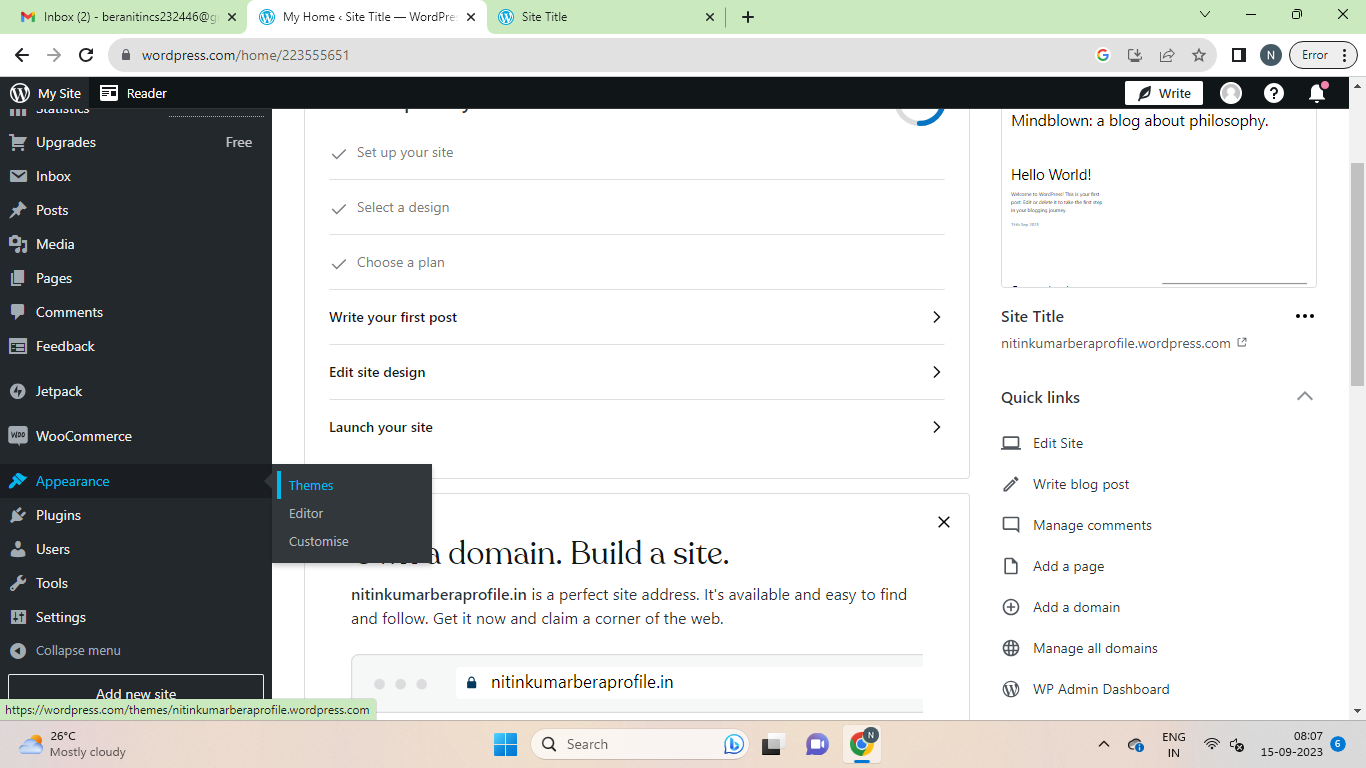 Inbox (2) - beranitincs232446@g
My Home ‹ Site Title — WordPre
Site Title
wordpress.com/home/223555651
N
Error
My Site
Reader
Write
Statistics
Upgrades
Free
Inbox
Posts
Media
Pages
Comments
Feedback
Jetpack
WooCommerce
Appearance
Plugins
Users
Tools
Settings
Collapse menu
Add new site
Themes
Editor
Customise
Set up your site
Select a design
Choose a plan
Write your first post
Edit site design
Launch your site
a domain. Build a site.
nitinkumarberaprofile.in is a perfect site address. It's available and easy to find
and follow. Get it now and claim a corner of the web.
nitinkumarberaprofile.in
Mindblown: a blog about philosophy.
Hello World!
Welcome to WordPress! This is your first
post. Edit or delete it to take the first step
in your blogging journey.
15th Sep 2023
Site Title
nitinkumarberaprofile.wordpress.com
Quick links
Edit Site
Write blog post
Manage comments
Add a page
Add a domain
Manage all domains
WP Admin Dashboard
https://wordpress.com/themes/nitinkumarberaprofile.wordpress.com
26°C
Mostly cloudy
Search
N
ENG
IN
08:07
15-09-2023
6